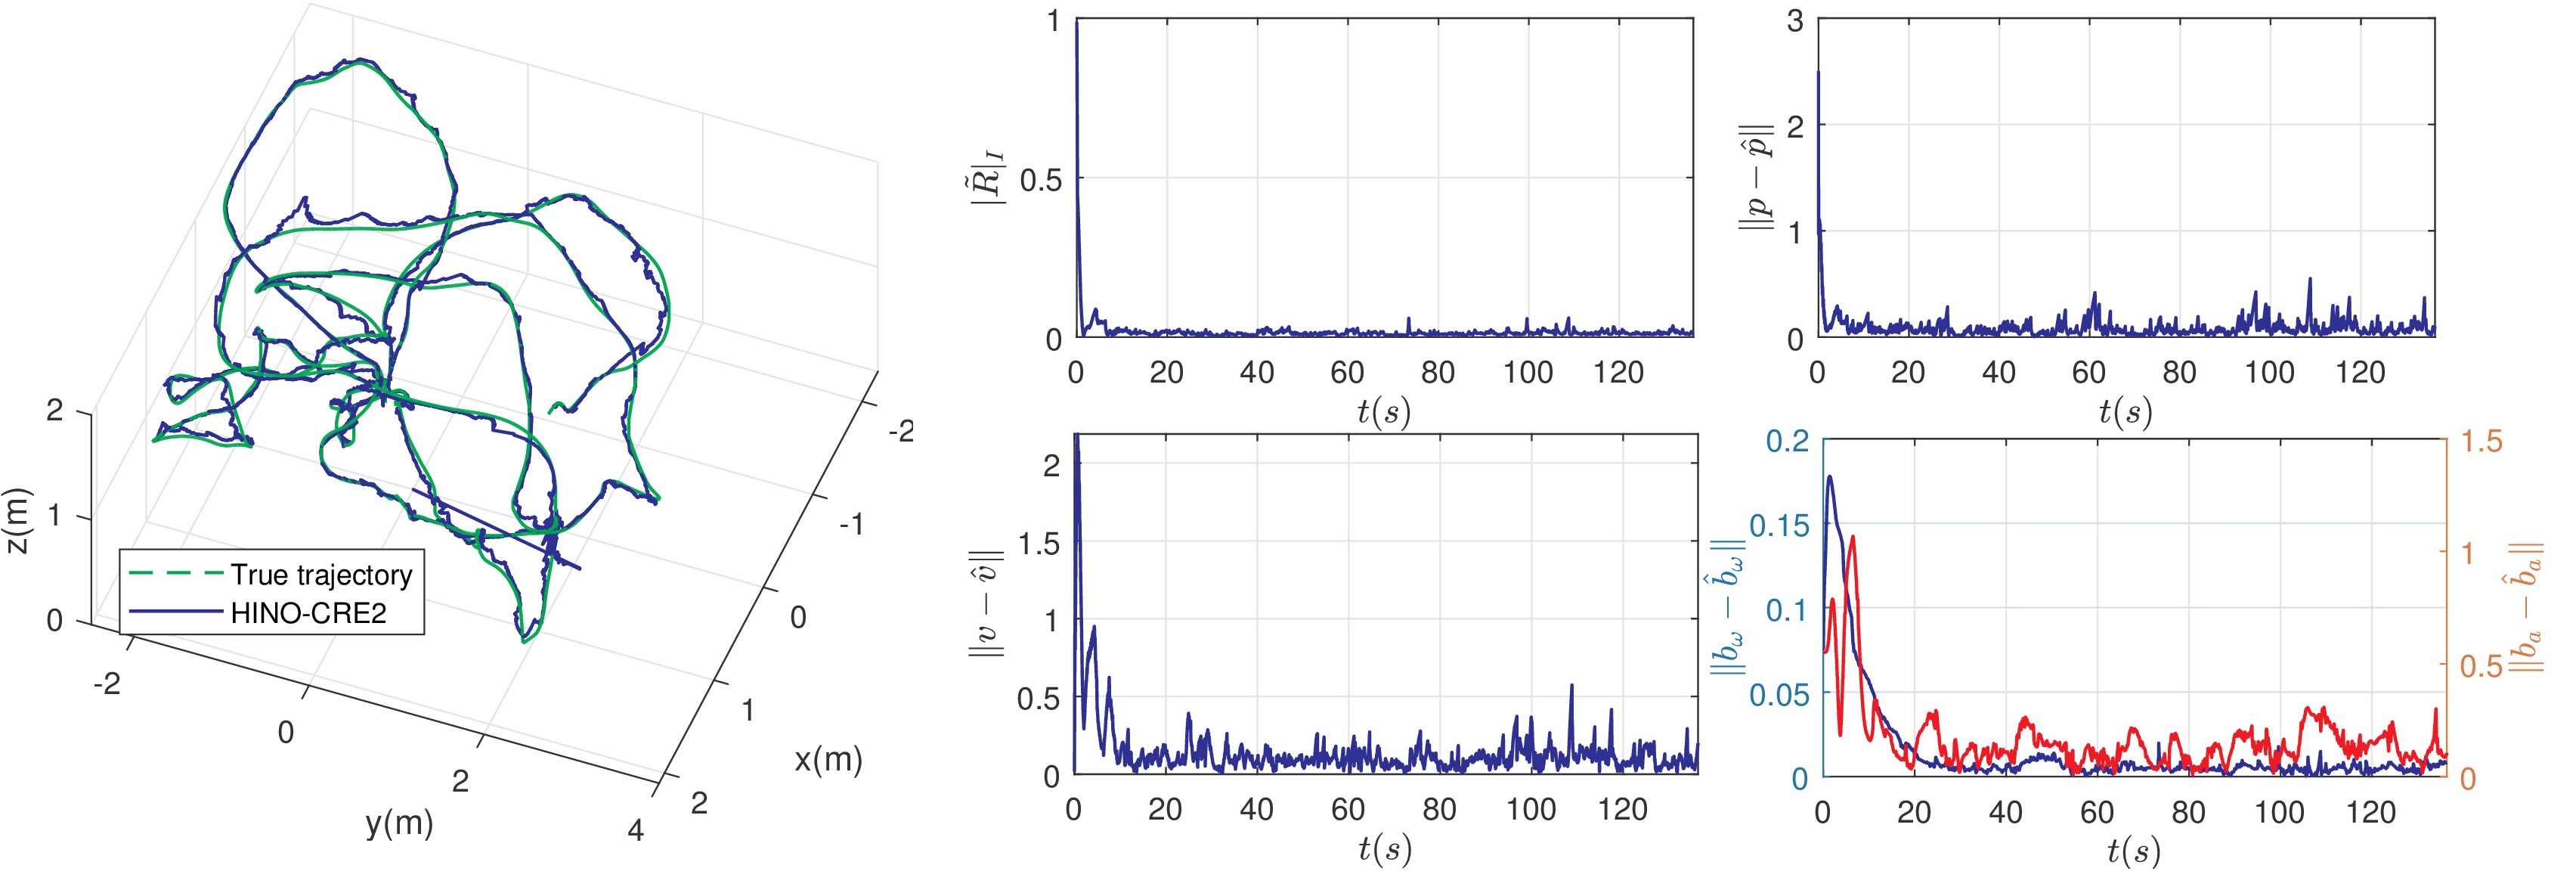 2
1
0
z(m)
-2
0
2
4
y(m)
-2
-1
0
1
2
x(m)
True trajectory
HINO-CRE2
1
0.5
0
|R̃|_I
0 20 40 60 80 100 120
t(s)
3
2
1
0
‖p − p̂‖
0 20 40 60 80 100 120
t(s)
2
1.5
1
0.5
0
‖v − v̂‖
0 20 40 60 80 100 120
t(s)
0.2
0.15
0.1
0.05
0
‖b_ω − b̂_ω‖
1.5
1
0.5
0
‖b_a − b̂_a‖
0 20 40 60 80 100 120
t(s)